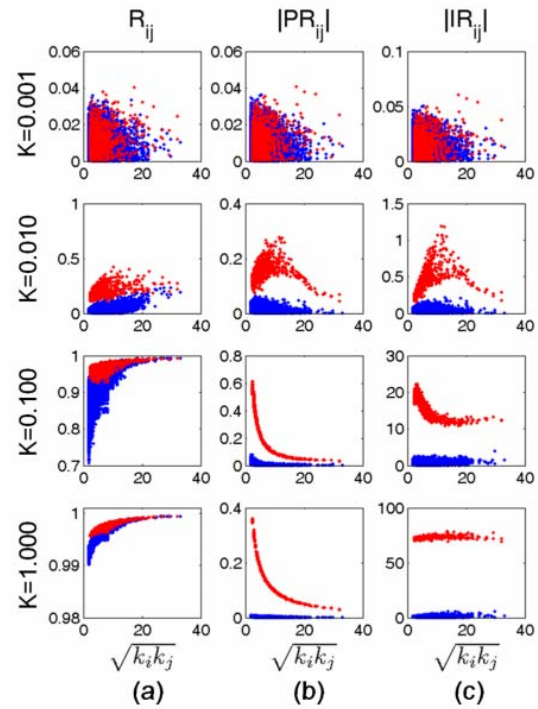 R_ij |PR_ij| |IR_ij|
K=0.001
0.06 0.04 0.02 0 0 20 40
0.06 0.04 0.02 0 0 20 40
0.1 0.05 0 0 20 40
K=0.010
1 0.5 0 0 20 40
0.4 0.2 0 0 20 40
1.5 1 0.5 0 0 20 40
K=0.100
1 0.9 0.8 0.7 0 20 40
0.8 0.6 0.4 0.2 0 0 20 40
30 20 10 0 0 20 40
K=1.000
1 0.99 0.98 0 20 40
0.4 0.2 0 0 20 40
100 50 0 0 20 40
√k_ik_j √k_ik_j √k_ik_j
(a) (b) (c)